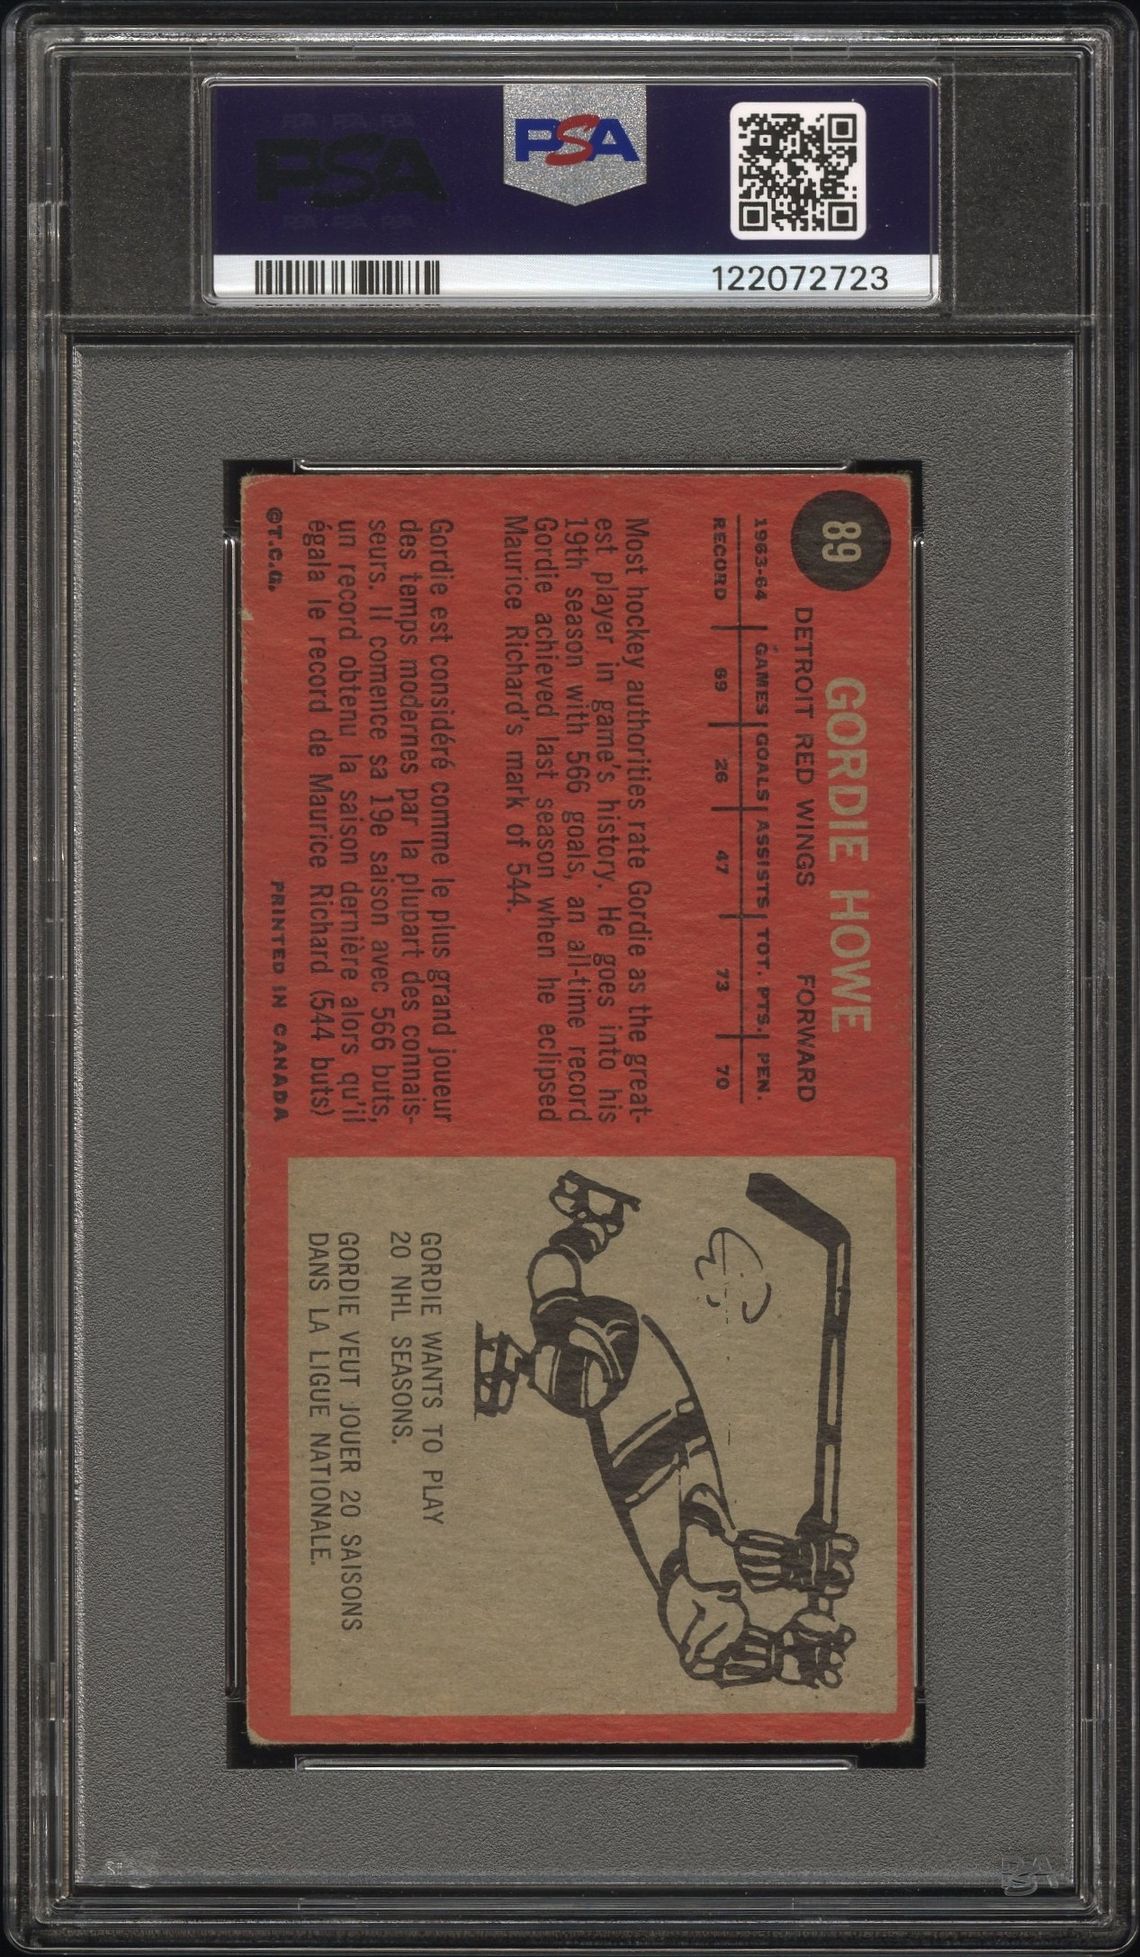 PSA
PSA
122072723
89
GORDIE HOWE
DETROIT RED WINGS FORWARD
1963-64 GAMES GOALS ASSISTS TOT. PTS. PEN.
RECORD 69 26 47 73 70
Most hockey authorities rate Gordie as the great-
est player in game's history. He goes into his
19th season with 566 goals, an all-time record
Gordie achieved last season when he eclipsed
Maurice Richard's mark of 544.
Gordie est considéré comme le plus grand joueur
des temps modernes par la plupart des connais-
seurs. Il comence sa 19e saison avec 566 buts,
un record obtenu la saison dernière alors qu'il
égala le record de Maurice Richard (544 buts)
©T.C.G. PRINTED IN CANADA
GORDIE WANTS TO PLAY
20 NHL SEASONS.
GORDIE VEUT JOUER 20 SAISONS
DANS LA LIGUE NATIONALE.
PSA